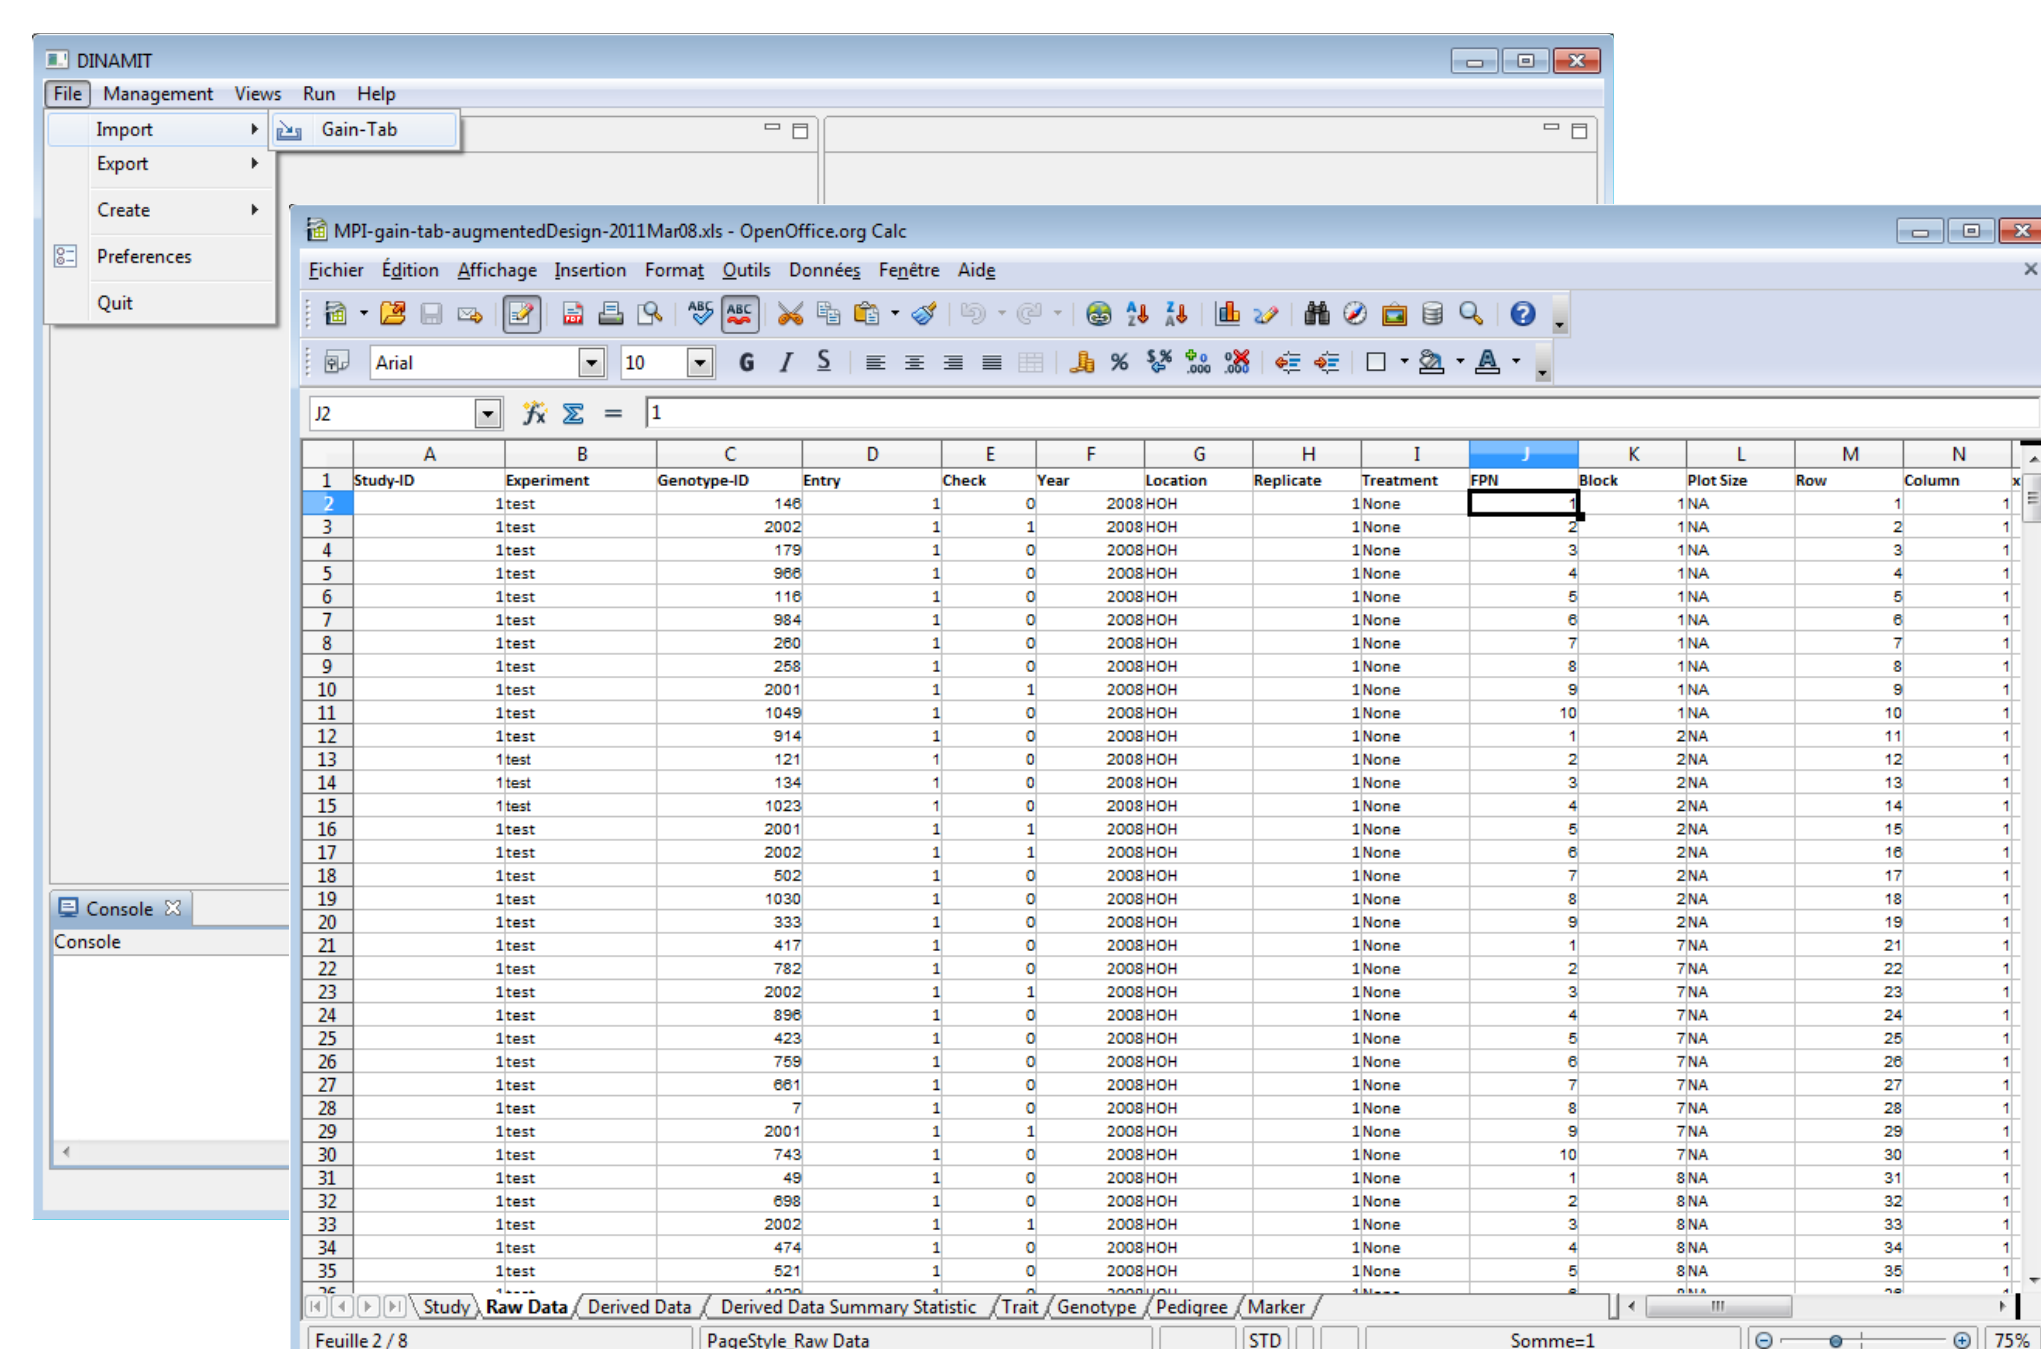 DINAMIT
File Management Views Run Help
Import Gain-Tab
Export
Create
Preferences
Quit
MPI-gain-tab-augmentedDesign-2011Mar08.xls - OpenOffice.org Calc
Fichier Édition Affichage Insertion Format Outils Données Fenêtre Aide
Arial 10 G I S
J2 1
A B C D E F G H I J K L M N
1 Study-ID Experiment Genotype-ID Entry Check Year Location Replicate Treatment FPN Block Plot Size Row Column x
2 1 test 146 1 0 2008 HOH 1 None 1 1 NA 1 1
3 1 test 2002 1 1 2008 HOH 1 None 2 1 NA 2 1
4 1 test 179 1 0 2008 HOH 1 None 3 1 NA 3 1
5 1 test 966 1 0 2008 HOH 1 None 4 1 NA 4 1
6 1 test 116 1 0 2008 HOH 1 None 5 1 NA 5 1
7 1 test 984 1 0 2008 HOH 1 None 6 1 NA 6 1
8 1 test 260 1 0 2008 HOH 1 None 7 1 NA 7 1
9 1 test 258 1 0 2008 HOH 1 None 8 1 NA 8 1
10 1 test 2001 1 1 2008 HOH 1 None 9 1 NA 9 1
11 1 test 1049 1 0 2008 HOH 1 None 10 1 NA 10 1
12 1 test 914 1 0 2008 HOH 1 None 1 2 NA 11 1
13 1 test 121 1 0 2008 HOH 1 None 2 2 NA 12 1
14 1 test 134 1 0 2008 HOH 1 None 3 2 NA 13 1
15 1 test 1023 1 0 2008 HOH 1 None 4 2 NA 14 1
16 1 test 2001 1 1 2008 HOH 1 None 5 2 NA 15 1
17 1 test 2002 1 1 2008 HOH 1 None 6 2 NA 16 1
18 1 test 502 1 0 2008 HOH 1 None 7 2 NA 17 1
19 1 test 1030 1 0 2008 HOH 1 None 8 2 NA 18 1
20 1 test 333 1 0 2008 HOH 1 None 9 2 NA 19 1
21 1 test 417 1 0 2008 HOH 1 None 1 7 NA 21 1
22 1 test 782 1 0 2008 HOH 1 None 2 7 NA 22 1
23 1 test 2002 1 1 2008 HOH 1 None 3 7 NA 23 1
24 1 test 896 1 0 2008 HOH 1 None 4 7 NA 24 1
25 1 test 423 1 0 2008 HOH 1 None 5 7 NA 25 1
26 1 test 759 1 0 2008 HOH 1 None 6 7 NA 26 1
27 1 test 661 1 0 2008 HOH 1 None 7 7 NA 27 1
28 1 test 7 1 0 2008 HOH 1 None 8 7 NA 28 1
29 1 test 2001 1 1 2008 HOH 1 None 9 7 NA 29 1
30 1 test 743 1 0 2008 HOH 1 None 10 7 NA 30 1
31 1 test 49 1 0 2008 HOH 1 None 1 8 NA 31 1
32 1 test 698 1 0 2008 HOH 1 None 2 8 NA 32 1
33 1 test 2002 1 1 2008 HOH 1 None 3 8 NA 33 1
34 1 test 474 1 0 2008 HOH 1 None 4 8 NA 34 1
35 1 test 521 1 0 2008 HOH 1 None 5 8 NA 35 1
Study Raw Data Derived Data Derived Data Summary Statistic Trait Genotype Pedigree Marker
Feuille 2 / 8 PageStyle_Raw Data STD Somme=1 75%
Console
Console